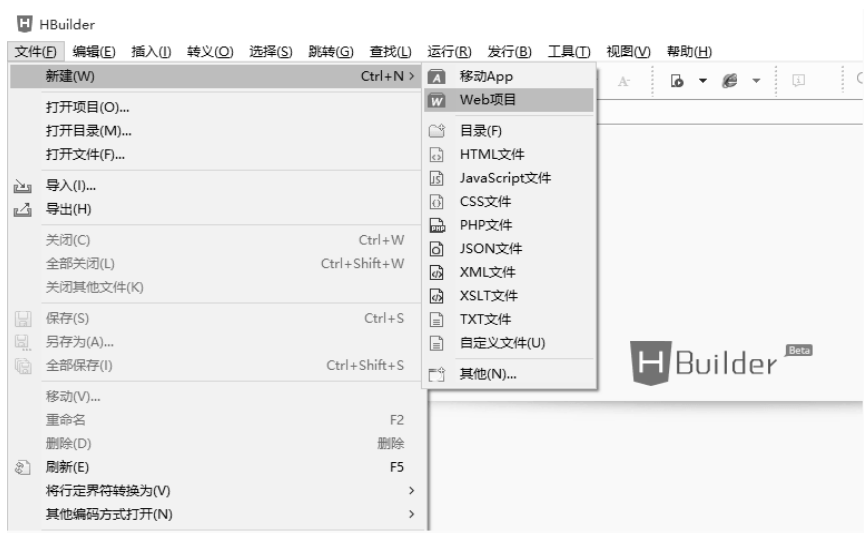 HBuilder
文件(F) 编辑(E) 插入(I) 转义(O) 选择(S) 跳转(G) 查找(L) 运行(R) 发行(B) 工具(T) 视图(V) 帮助(H)
新建(W) Ctrl+N >
打开项目(O)...
打开目录(M)...
打开文件(F)...
导入(I)...
导出(H)
关闭(C) Ctrl+W
全部关闭(L) Ctrl+Shift+W
关闭其他文件(K)
保存(S) Ctrl+S
另存为(A)...
全部保存(I) Ctrl+Shift+S
移动(V)...
重命名 F2
删除(D) 删除
刷新(E) F5
将行定界符转换为(V) >
其他编码方式打开(N) >
移动App
Web项目
目录(F)
HTML文件
JavaScript文件
CSS文件
PHP文件
JSON文件
XML文件
XSLT文件
TXT文件
自定义文件(U)
其他(N)...
A-
HBuilder Beta